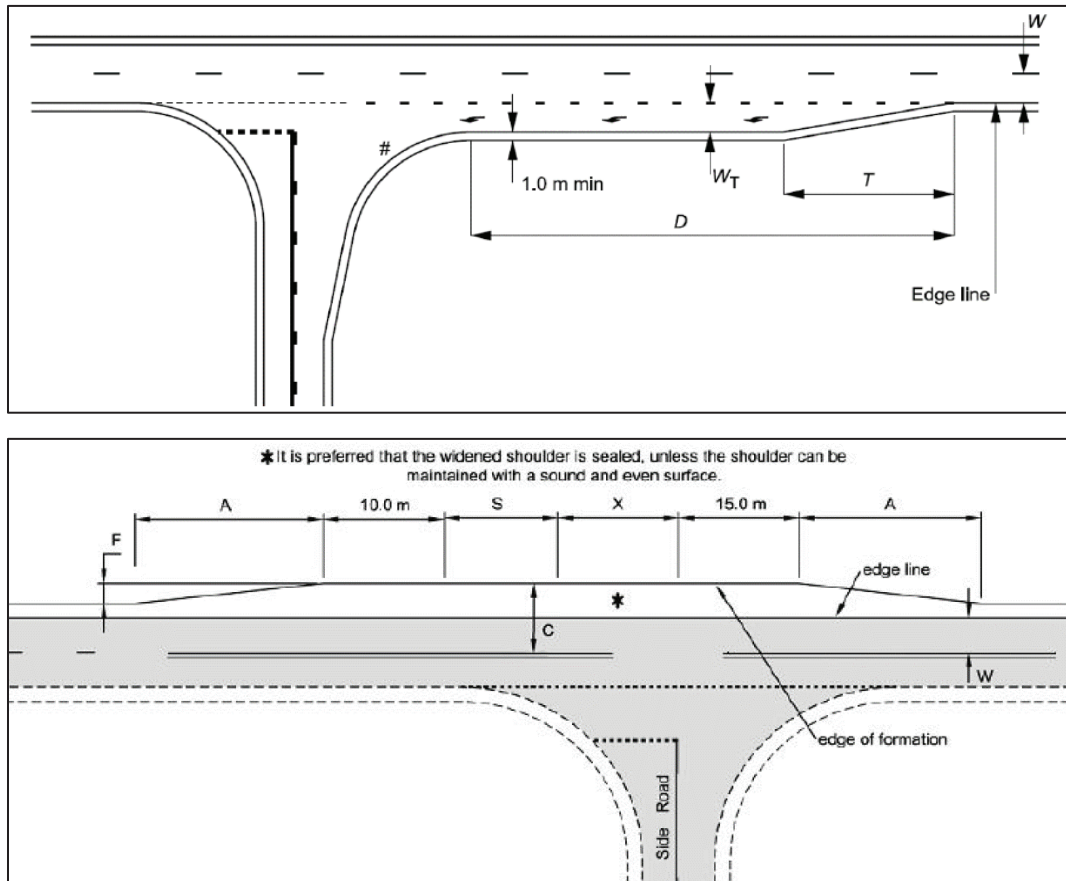 W
#
1.0 m min
WT
T
D
Edge line
✱ It is preferred that the widened shoulder is sealed, unless the shoulder can be
maintained with a sound and even surface.
A
10.0 m
S
X
15.0 m
A
F
edge line
✱
C
W
edge of formation
Side Road